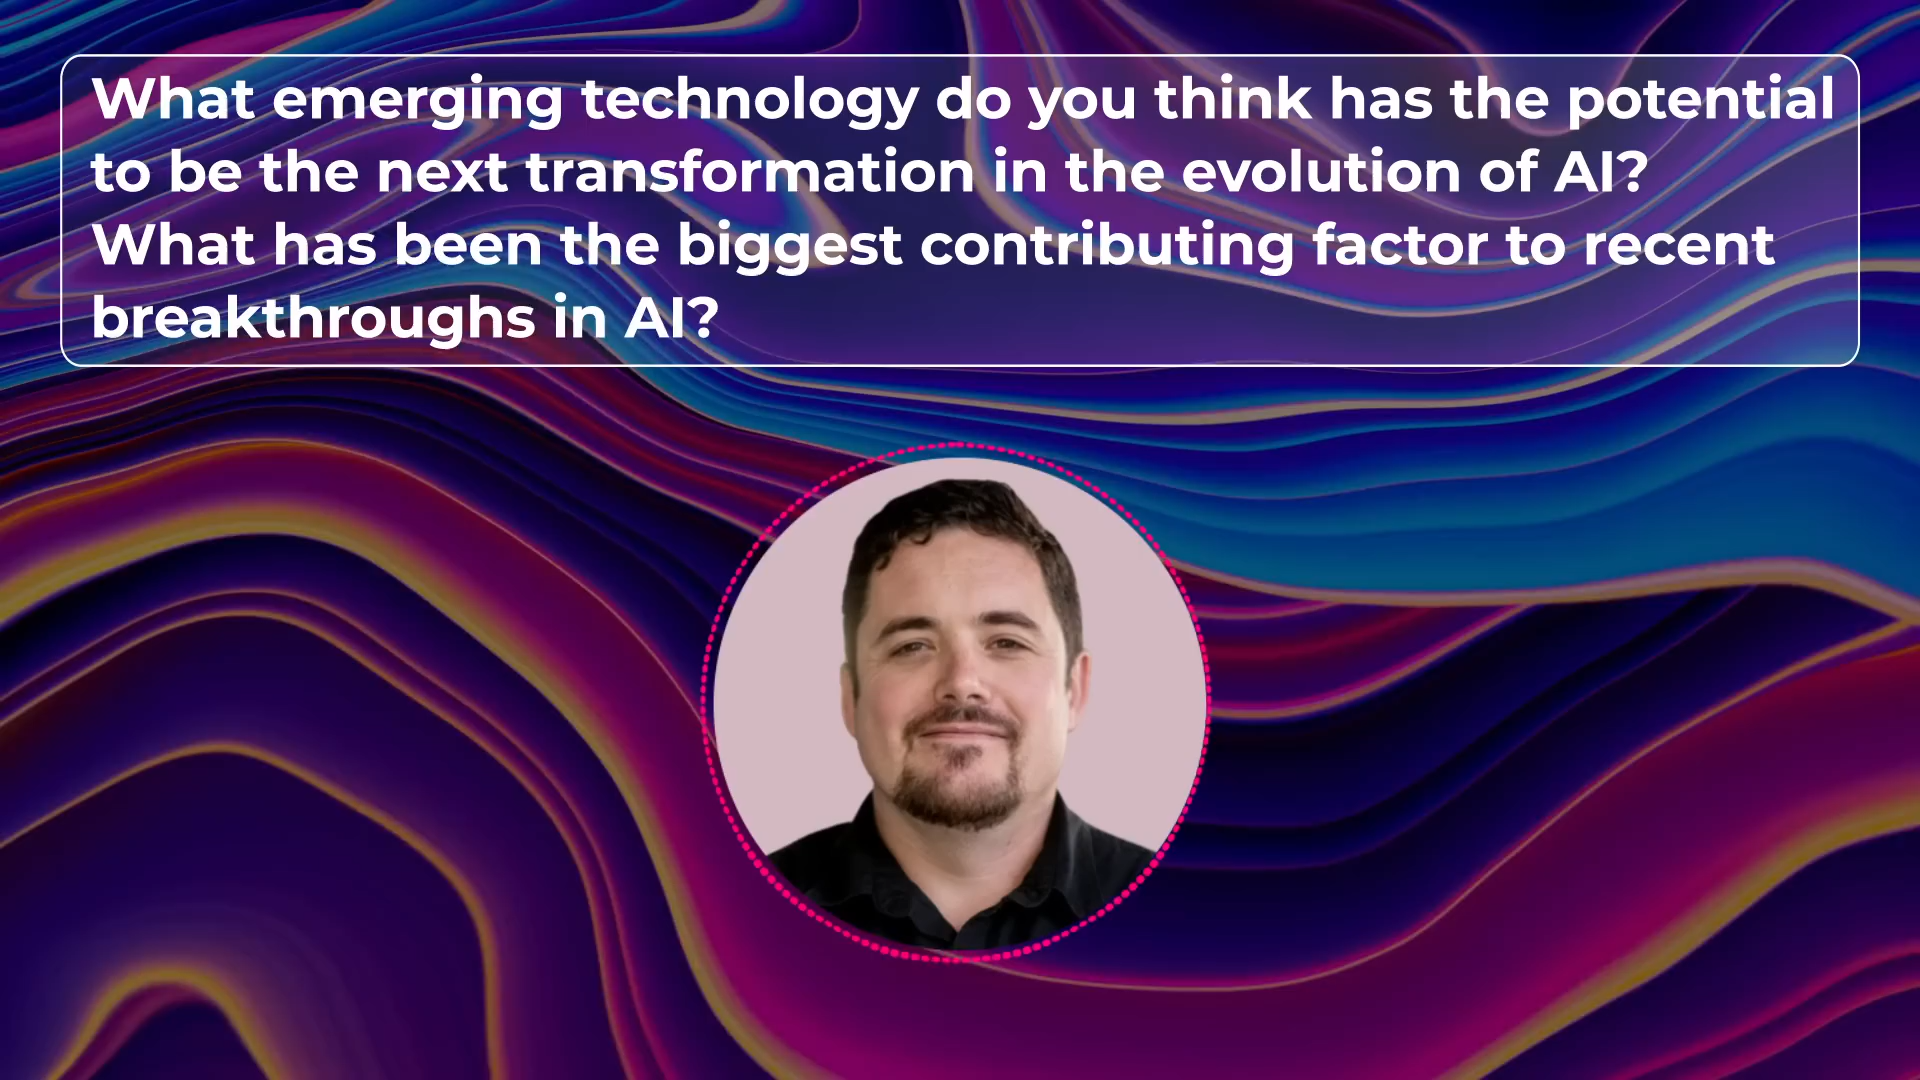 What emerging technology do you think has the potential
to be the next transformation in the evolution of AI?
What has been the biggest contributing factor to recent
breakthroughs in AI?